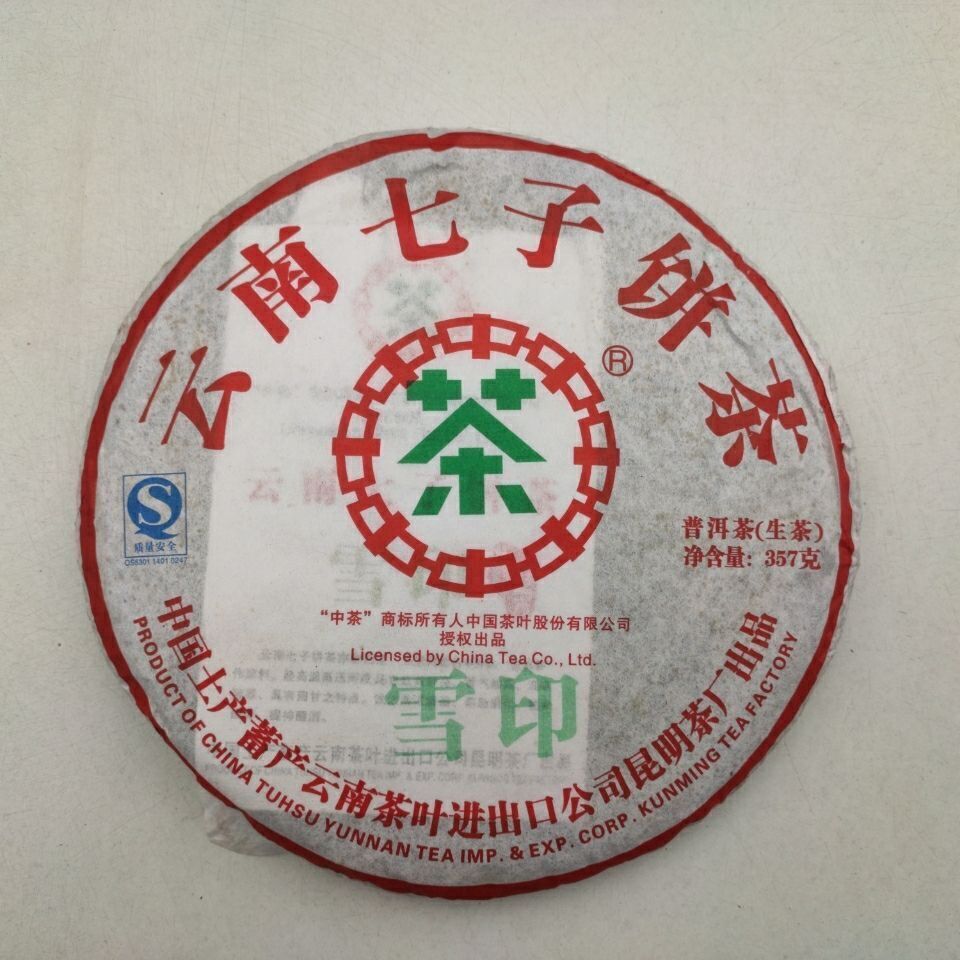 云南七子饼茶
®
茶
S
质量安全
QS5301 1401 0247
普洱茶(生茶)
净含量: 357克
“中茶”商标所有人中国茶叶股份有限公司
授权出品
Licensed by China Tea Co., Ltd.
雪印
中国土产畜产云南茶叶进出口公司昆明茶厂出品
PRODUCT OF CHINA TUHSU YUNNAN TEA IMP. & EXP. CORP. KUNMING TEA FACTORY